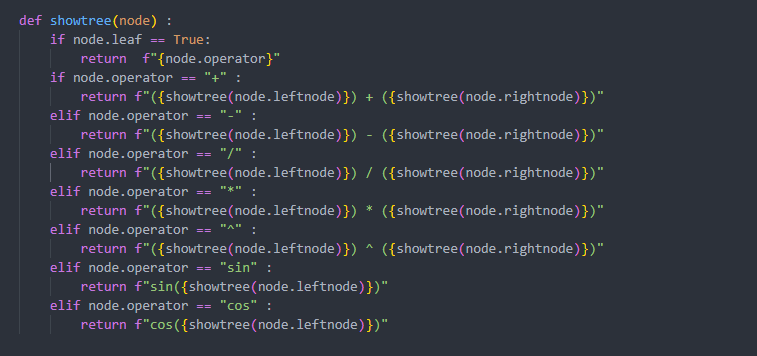 def showtree(node) :
    if node.leaf == True:
        return  f"{node.operator}"
    if node.operator == "+" :
        return f"({showtree(node.leftnode)}) + ({showtree(node.rightnode)})"
    elif node.operator == "-" :
        return f"({showtree(node.leftnode)}) - ({showtree(node.rightnode)})"
    elif node.operator == "/" :
        return f"({showtree(node.leftnode)}) / ({showtree(node.rightnode)})"
    elif node.operator == "*" :
        return f"({showtree(node.leftnode)}) * ({showtree(node.rightnode)})"
    elif node.operator == "^" :
        return f"({showtree(node.leftnode)}) ^ ({showtree(node.rightnode)})"
    elif node.operator == "sin" :
        return f"sin({showtree(node.leftnode)})"
    elif node.operator == "cos" :
        return f"cos({showtree(node.leftnode)})"